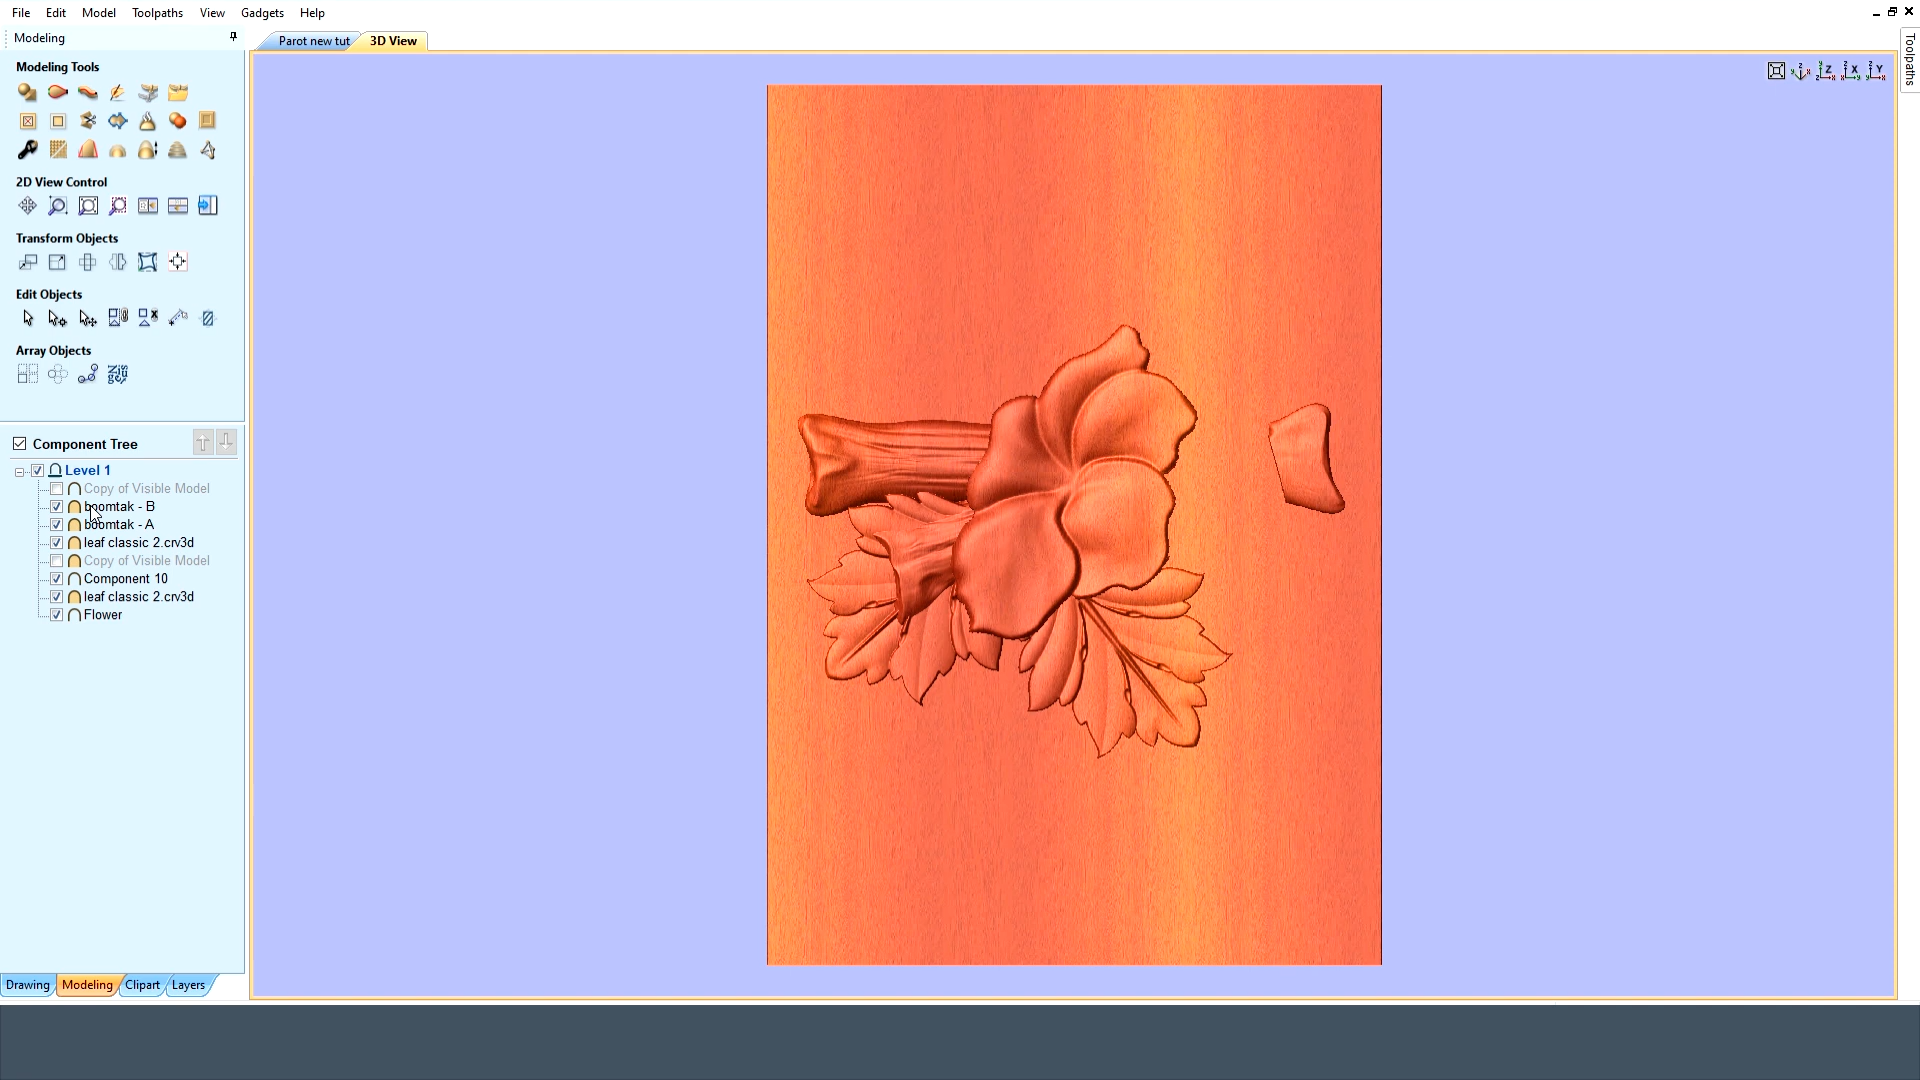 File Edit Model Toolpaths View Gadgets Help
Modeling
Parot new tut 3D View
Toolpaths
Modeling Tools
2D View Control
Transform Objects
Edit Objects
Array Objects
Component Tree
Level 1
Copy of Visible Model
boomtak - B
boomtak - A
leaf classic 2.crv3d
Copy of Visible Model
Component 10
leaf classic 2.crv3d
Flower
Drawing Modeling Clipart Layers